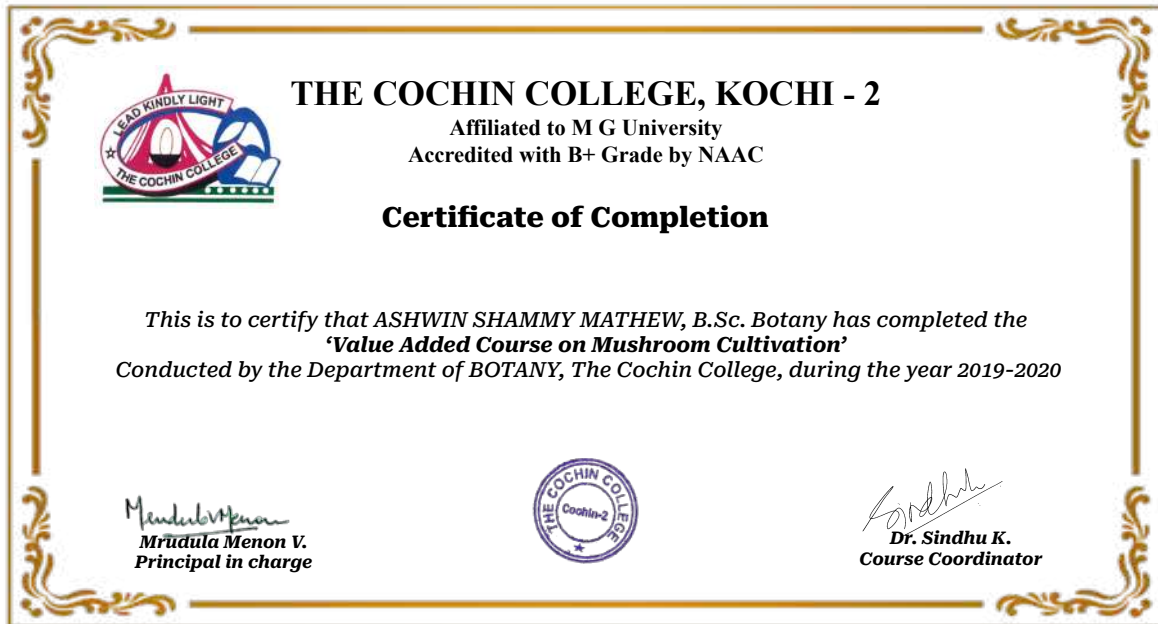 LEAD KINDLY LIGHT
THE COCHIN COLLEGE
THE COCHIN COLLEGE, KOCHI - 2
Affiliated to M G University
Accredited with B+ Grade by NAAC
Certificate of Completion
This is to certify that ASHWIN SHAMMY MATHEW, B.Sc. Botany has completed the
‘Value Added Course on Mushroom Cultivation’
Conducted by the Department of BOTANY, The Cochin College, during the year 2019-2020
THE COCHIN COLLEGE
Cochin-2
Sindhu
Mrudula Menon V.
Principal in charge
Dr. Sindhu K.
Course Coordinator